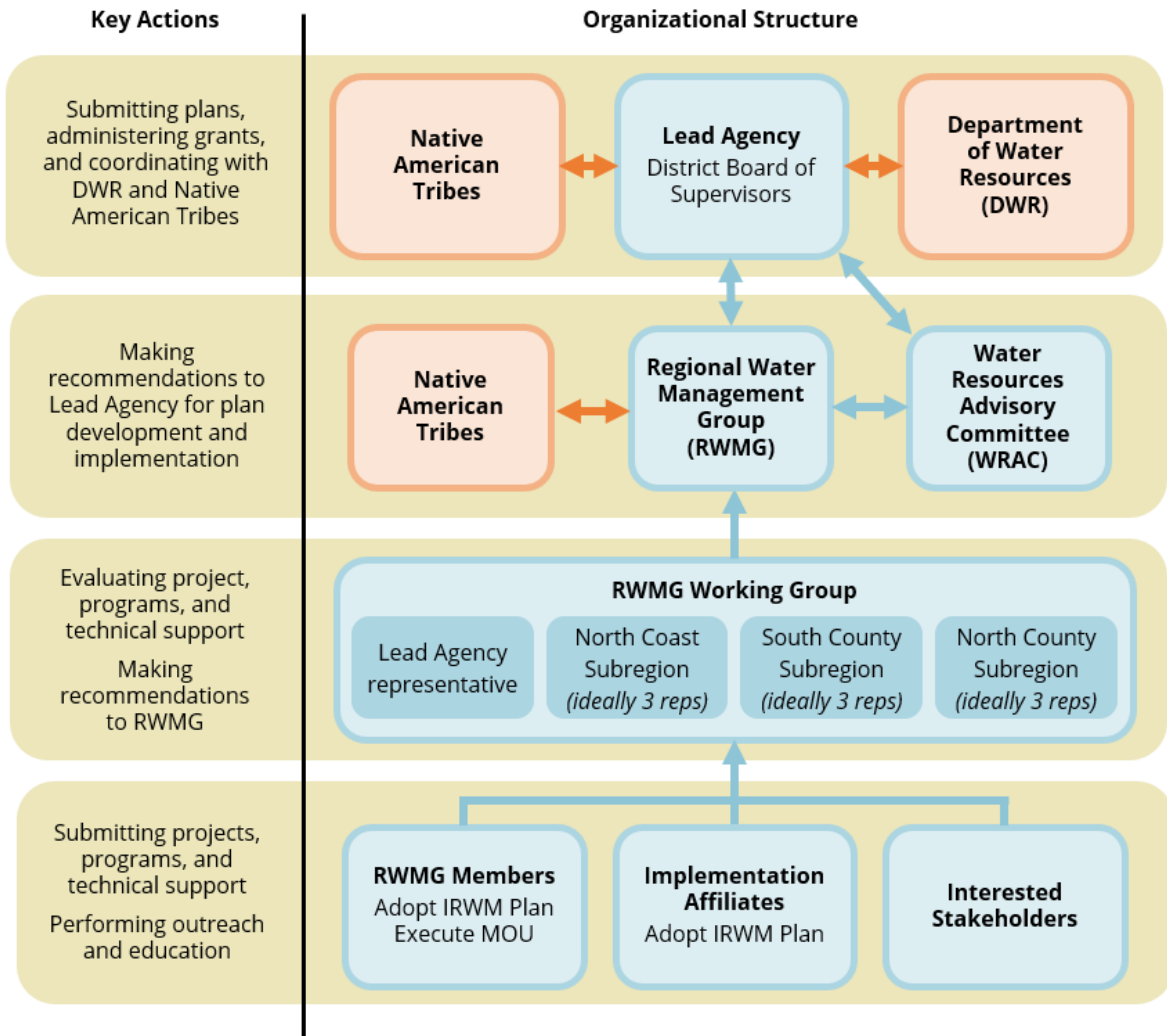 Key Actions
Organizational Structure
Submitting plans,
administering grants,
and coordinating with
DWR and Native
American Tribes
Native
American
Tribes
Lead Agency
District Board of
Supervisors
Department
of Water
Resources
(DWR)
Making
recommendations to
Lead Agency for plan
development and
implementation
Native
American
Tribes
Regional Water
Management
Group
(RWMG)
Water
Resources
Advisory
Committee
(WRAC)
Evaluating project,
programs, and
technical support
Making
recommendations
to RWMG
RWMG Working Group
Lead Agency
representative
North Coast
Subregion
(ideally 3 reps)
South County
Subregion
(ideally 3 reps)
North County
Subregion
(ideally 3 reps)
Submitting projects,
programs, and
technical support
Performing outreach
and education
RWMG Members
Adopt IRWM Plan
Execute MOU
Implementation
Affiliates
Adopt IRWM Plan
Interested
Stakeholders